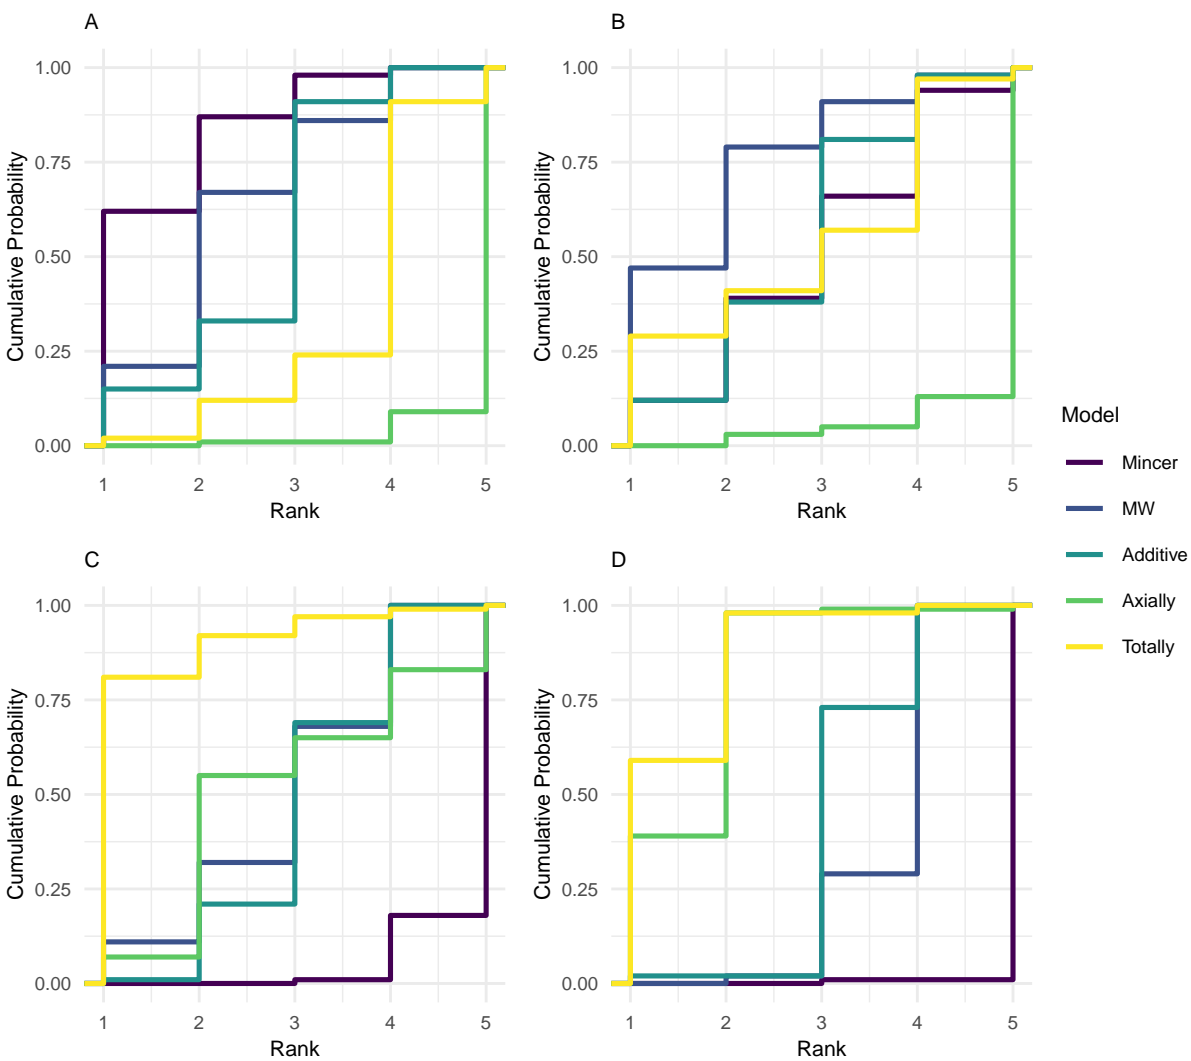 A
Cumulative Probability
1.00
0.75
0.50
0.25
0.00
1 2 3 4 5
Rank
B
Cumulative Probability
1.00
0.75
0.50
0.25
0.00
1 2 3 4 5
Rank
C
Cumulative Probability
1.00
0.75
0.50
0.25
0.00
1 2 3 4 5
Rank
D
Cumulative Probability
1.00
0.75
0.50
0.25
0.00
1 2 3 4 5
Rank
Model
Mincer
MW
Additive
Axially
Totally